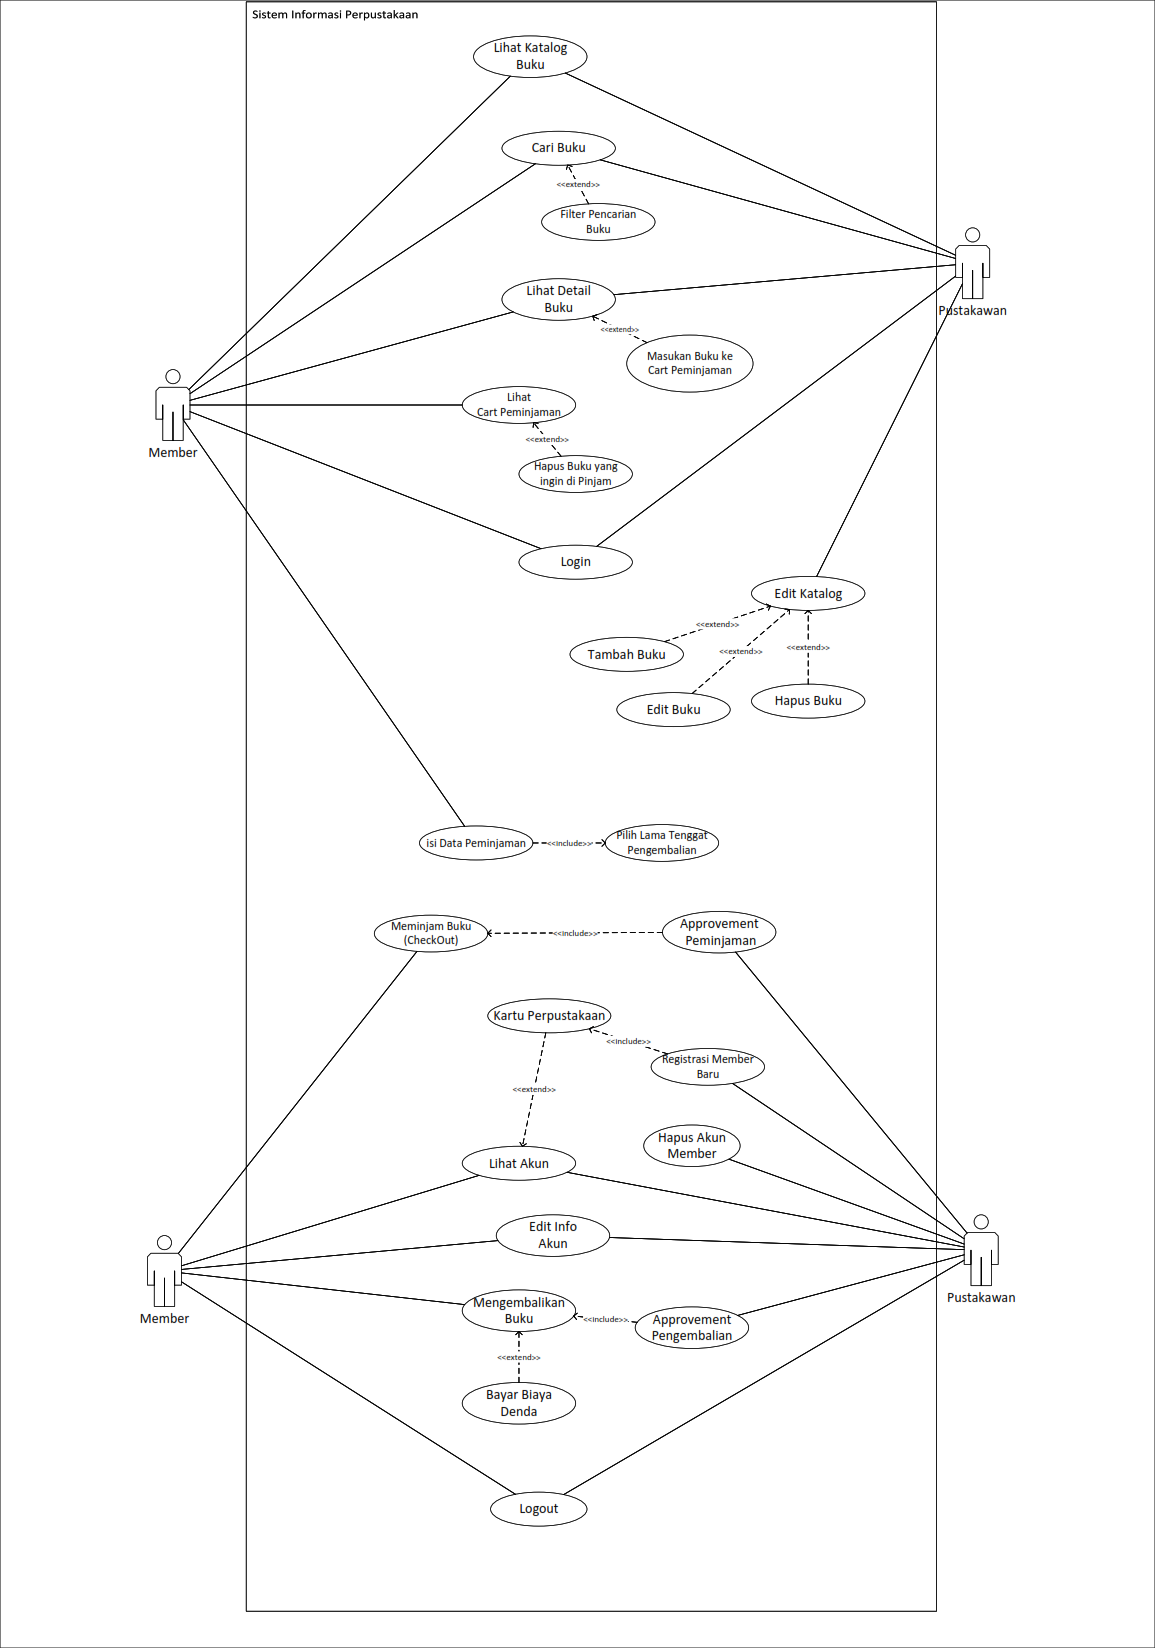 Sistem Informasi Perpustakaan
Lihat Katalog
Buku
Cari Buku
<<extend>>
Filter Pencarian
Buku
Pustakawan
Lihat Detail
Buku
<<extend>>
Masukan Buku ke
Cart Peminjaman
Member
Lihat
Cart Peminjaman
<<extend>>
Hapus Buku yang
ingin di Pinjam
Login
Edit Katalog
<<extend>>
<<extend>>
<<extend>>
Tambah Buku
Edit Buku
Hapus Buku
isi Data Peminjaman
<<include>>
Pilih Lama Tenggat
Pengembalian
Meminjam Buku
(CheckOut)
<<include>>
Approvement
Peminjaman
Kartu Perpustakaan
<<include>>
Registrasi Member
Baru
<<extend>>
Hapus Akun
Member
Lihat Akun
Edit Info
Akun
Member
Pustakawan
Mengembalikan
Buku
<<include>>
Approvement
Pengembalian
<<extend>>
Bayar Biaya
Denda
Logout